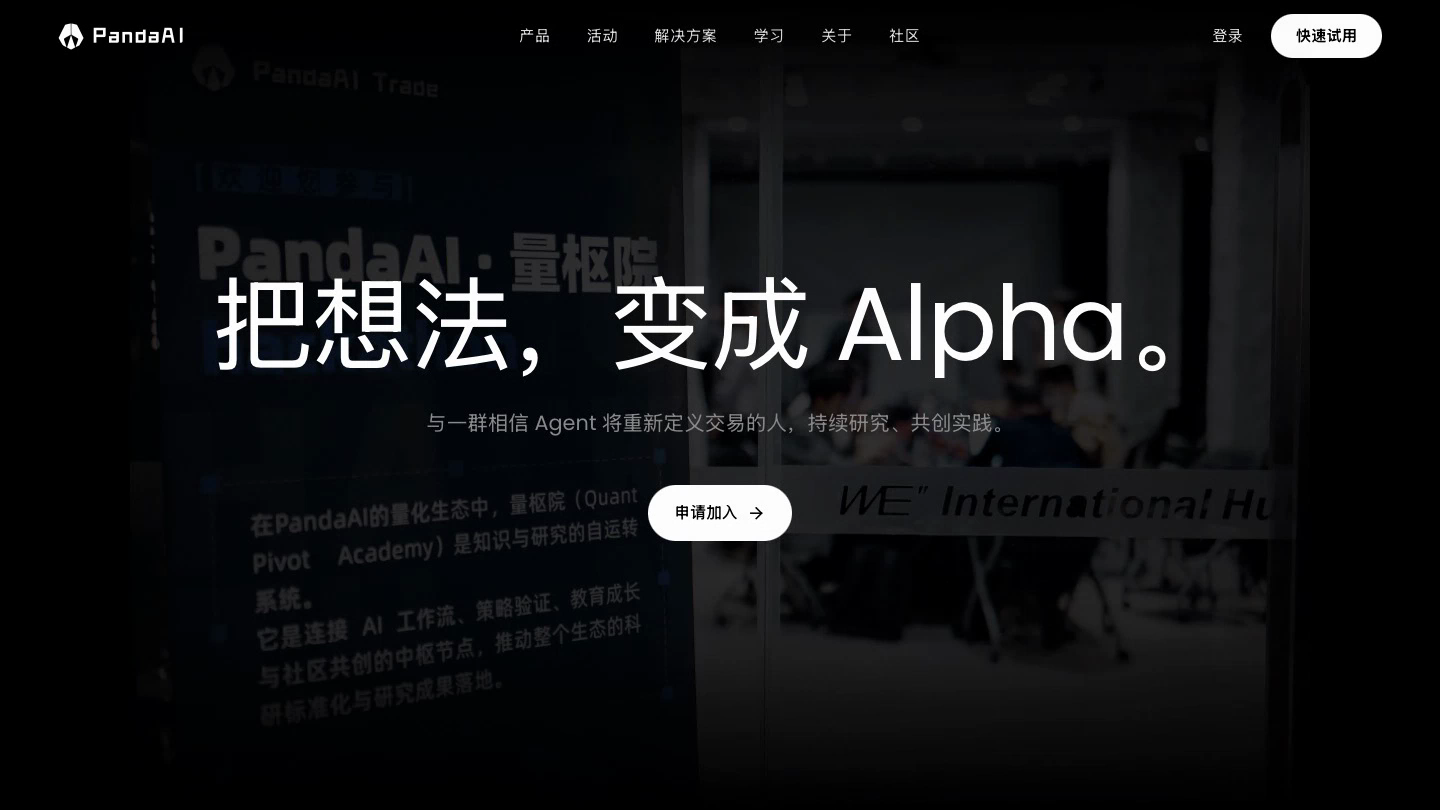 PandaAI
产品
活动
解决方案
学习
关于
社区
登录
快速试用
PandaAI Trade
欢迎您参与
PandaAI·量枢院
把想法，变成 Alpha。
与一群相信 Agent 将重新定义交易的人，持续研究、共创实践。
申请加入
在PandaAI的量化生态中，量枢院（Quant
Pivot Academy）是知识与研究的自运转
系统。
它是连接 AI 工作流、策略验证、教育成长
与社区共创的中枢节点，推动整个生态的科
研标准化与研究成果落地。
WE" International Hu